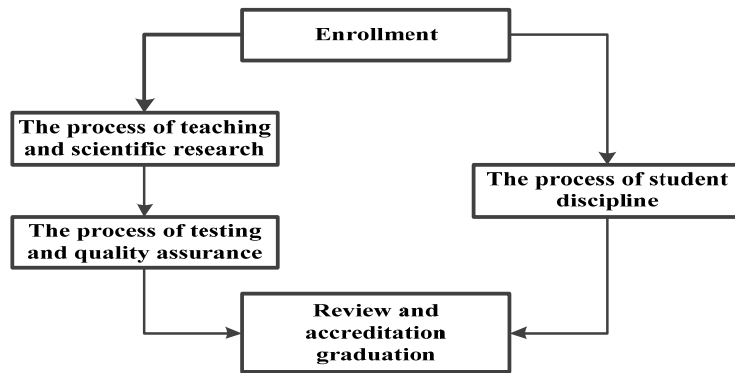 Enrollment
The process of teaching
and scientific research
The process of student
discipline
The process of testing
and quality assurance
Review and
accreditation
graduation